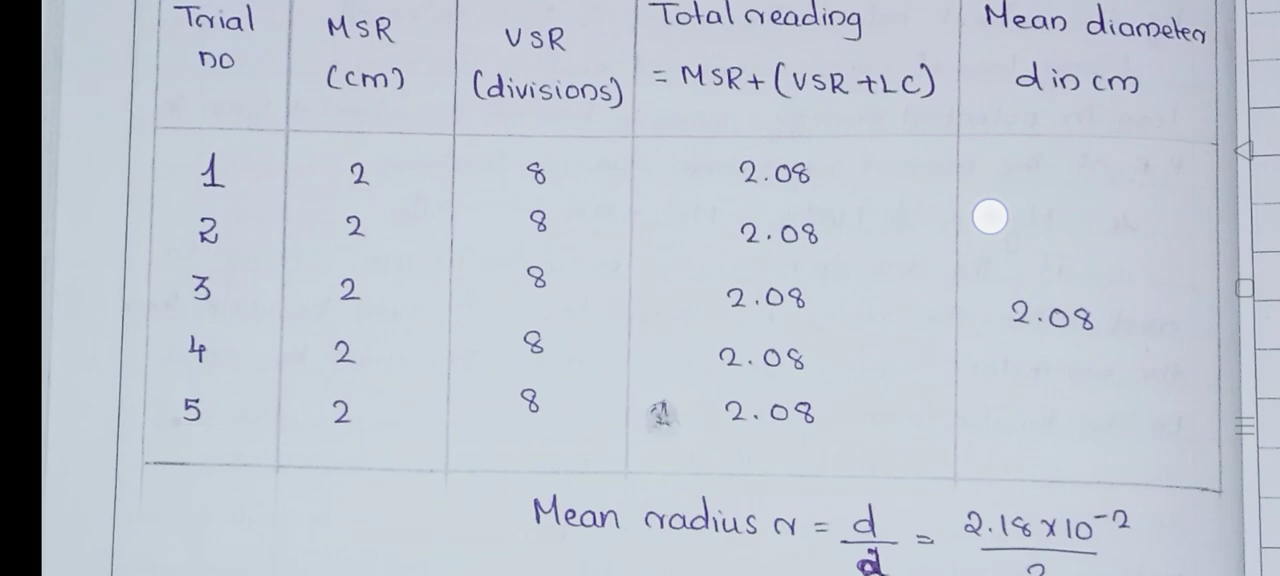 Trial no | MSR (cm) | VSR (divisions) | Total reading = MSR + (VSR + LC) | Mean diameter d in cm
1 | 2 | 8 | 2.08 |
2 | 2 | 8 | 2.08 |
3 | 2 | 8 | 2.08 | 2.08
4 | 2 | 8 | 2.08 |
5 | 2 | 8 | 2.08 |
Mean radius r = d/d = 2.18 x 10⁻²/2